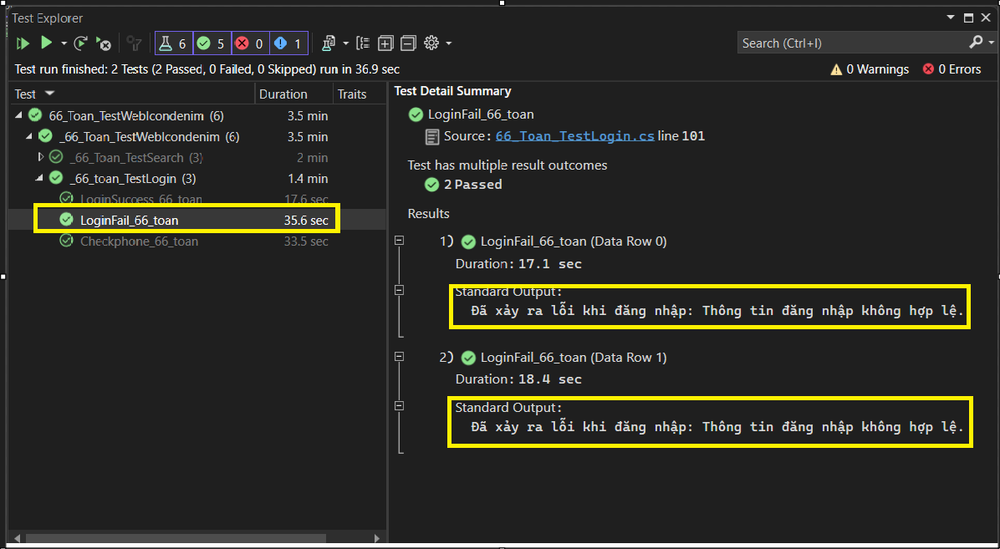 Test Explorer
6 5 0 1
Search (Ctrl+I)
Test run finished: 2 Tests (2 Passed, 0 Failed, 0 Skipped) run in 36.9 sec
0 Warnings 0 Errors
Test Duration Traits
66_Toan_TestWebIcondenim (6) 3.5 min
_66_Toan_TestWebIcondenim (6) 3.5 min
_66_Toan_TestSearch (3) 2 min
_66_toan_TestLogin (3) 1.4 min
LoginSuccess_66_toan 17.6 sec
LoginFail_66_toan 35.6 sec
Checkphone_66_toan 33.5 sec
Test Detail Summary
LoginFail_66_toan
Source: 66_Toan_TestLogin.cs line 101
Test has multiple result outcomes
2 Passed
Results
1) LoginFail_66_toan (Data Row 0)
Duration: 17.1 sec
Standard Output:
Đã xảy ra lỗi khi đăng nhập: Thông tin đăng nhập không hợp lệ.
2) LoginFail_66_toan (Data Row 1)
Duration: 18.4 sec
Standard Output:
Đã xảy ra lỗi khi đăng nhập: Thông tin đăng nhập không hợp lệ.